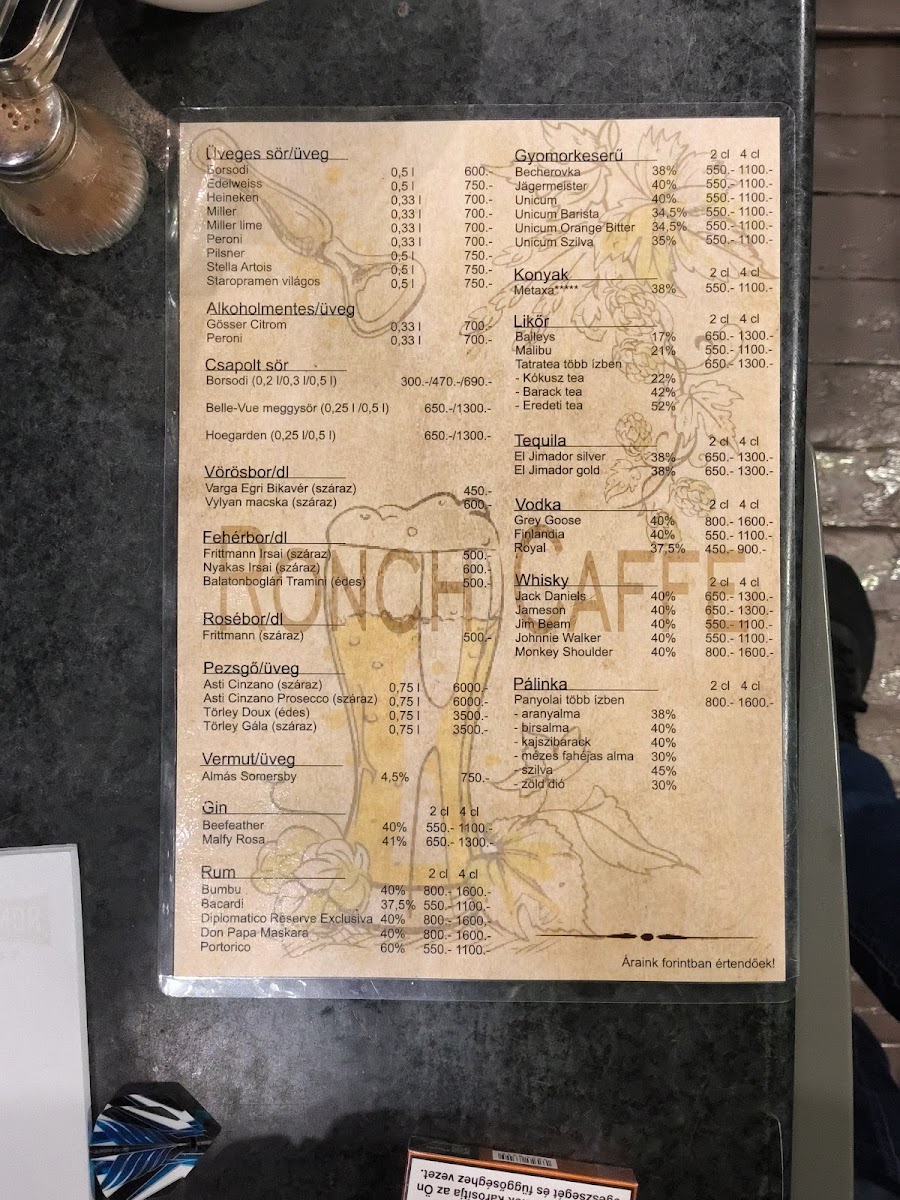 Üveges sör/üveg
Borsodi 0,5 l 600.-
Edelweiss 0,5 l 750.-
Heineken 0,33 l 700.-
Miller 0,33 l 700.-
Miller lime 0,33 l 700.-
Peroni 0,33 l 700.-
Pilsner 0,5 l 750.-
Stella Artois 0,5 l 750.-
Staropramen világos 0,5 l 750.-
Alkoholmentes/üveg
Gösser Citrom 0,33 l 700.-
Peroni 0,33 l 700.-
Csapolt sör
Borsodi (0,2 l/0,3 l/0,5 l) 300.-/470.-/690.-
Belle-Vue meggysör (0,25 l /0,5 l) 650.-/1300.-
Hoegarden (0,25 l/0,5 l) 650.-/1300.-
Vörösbor/dl
Varga Egri Bikavér (száraz) 450.-
Vylyan macska (száraz) 600.-
Fehérbor/dl
Frittmann Irsai (száraz) 500.-
Nyakas Irsai (száraz) 600.-
Balatonboglári Tramini (édes) 500.-
Rosébor/dl
Frittmann (száraz) 500.-
Pezsgő/üveg
Asti Cinzano (száraz) 0,75 l 6000.-
Asti Cinzano Prosecco (száraz) 0,75 l 6000.-
Törley Doux (édes) 0,75 l 3500.-
Törley Gála (száraz) 0,75 l 3500.-
Vermut/üveg
Almás Somersby 4,5% 750.-
Gin 2 cl 4 cl
Beefeather 40% 550.- 1100.-
Malfy Rosa 41% 650.- 1300.-
Rum 2 cl 4 cl
Bumbu 40% 800.- 1600.-
Bacardi 37,5% 550.- 1100.-
Diplomatico Reserve Exclusiva 40% 800.- 1600.-
Don Papa Maskara 40% 800.- 1600.-
Portorico 60% 550.- 1100.-
Gyomorkeserű 2 cl 4 cl
Becherovka 38% 550.- 1100.-
Jägermeister 40% 550.- 1100.-
Unicum 40% 550.- 1100.-
Unicum Barista 34,5% 550.- 1100.-
Unicum Orange Bitter 34,5% 550.- 1100.-
Unicum Szilva 35% 550.- 1100.-
Konyak 2 cl 4 cl
Metaxa***** 38% 550.- 1100.-
Likőr 2 cl 4 cl
Baileys 17% 650.- 1300.-
Malibu 21% 550.- 1100.-
Tatratea több ízben 650.- 1300.-
- Kókusz tea 22%
- Barack tea 42%
- Eredeti tea 52%
Tequila 2 cl 4 cl
El Jimador silver 38% 650.- 1300.-
El Jimador gold 38% 650.- 1300.-
Vodka 2 cl 4 cl
Grey Goose 40% 800.- 1600.-
Finlandia 40% 550.- 1100.-
Royal 37,5% 450.- 900.-
Whisky 2 cl 4 cl
Jack Daniels 40% 650.- 1300.-
Jameson 40% 650.- 1300.-
Jim Beam 40% 550.- 1100.-
Johnnie Walker 40% 550.- 1100.-
Monkey Shoulder 40% 800.- 1600.-
Pálinka 2 cl 4 cl
Panyolai több ízben 800.- 1600.-
- aranyalma 38%
- birsalma 40%
- kajszibarack 40%
- mézes fahéjas alma 30%
- szilva 45%
- zöld dió 30%
Áraink forintban értendőek!
RONCH CAFFE
károsítja az Ön
egészségét és függőséghez vezet.